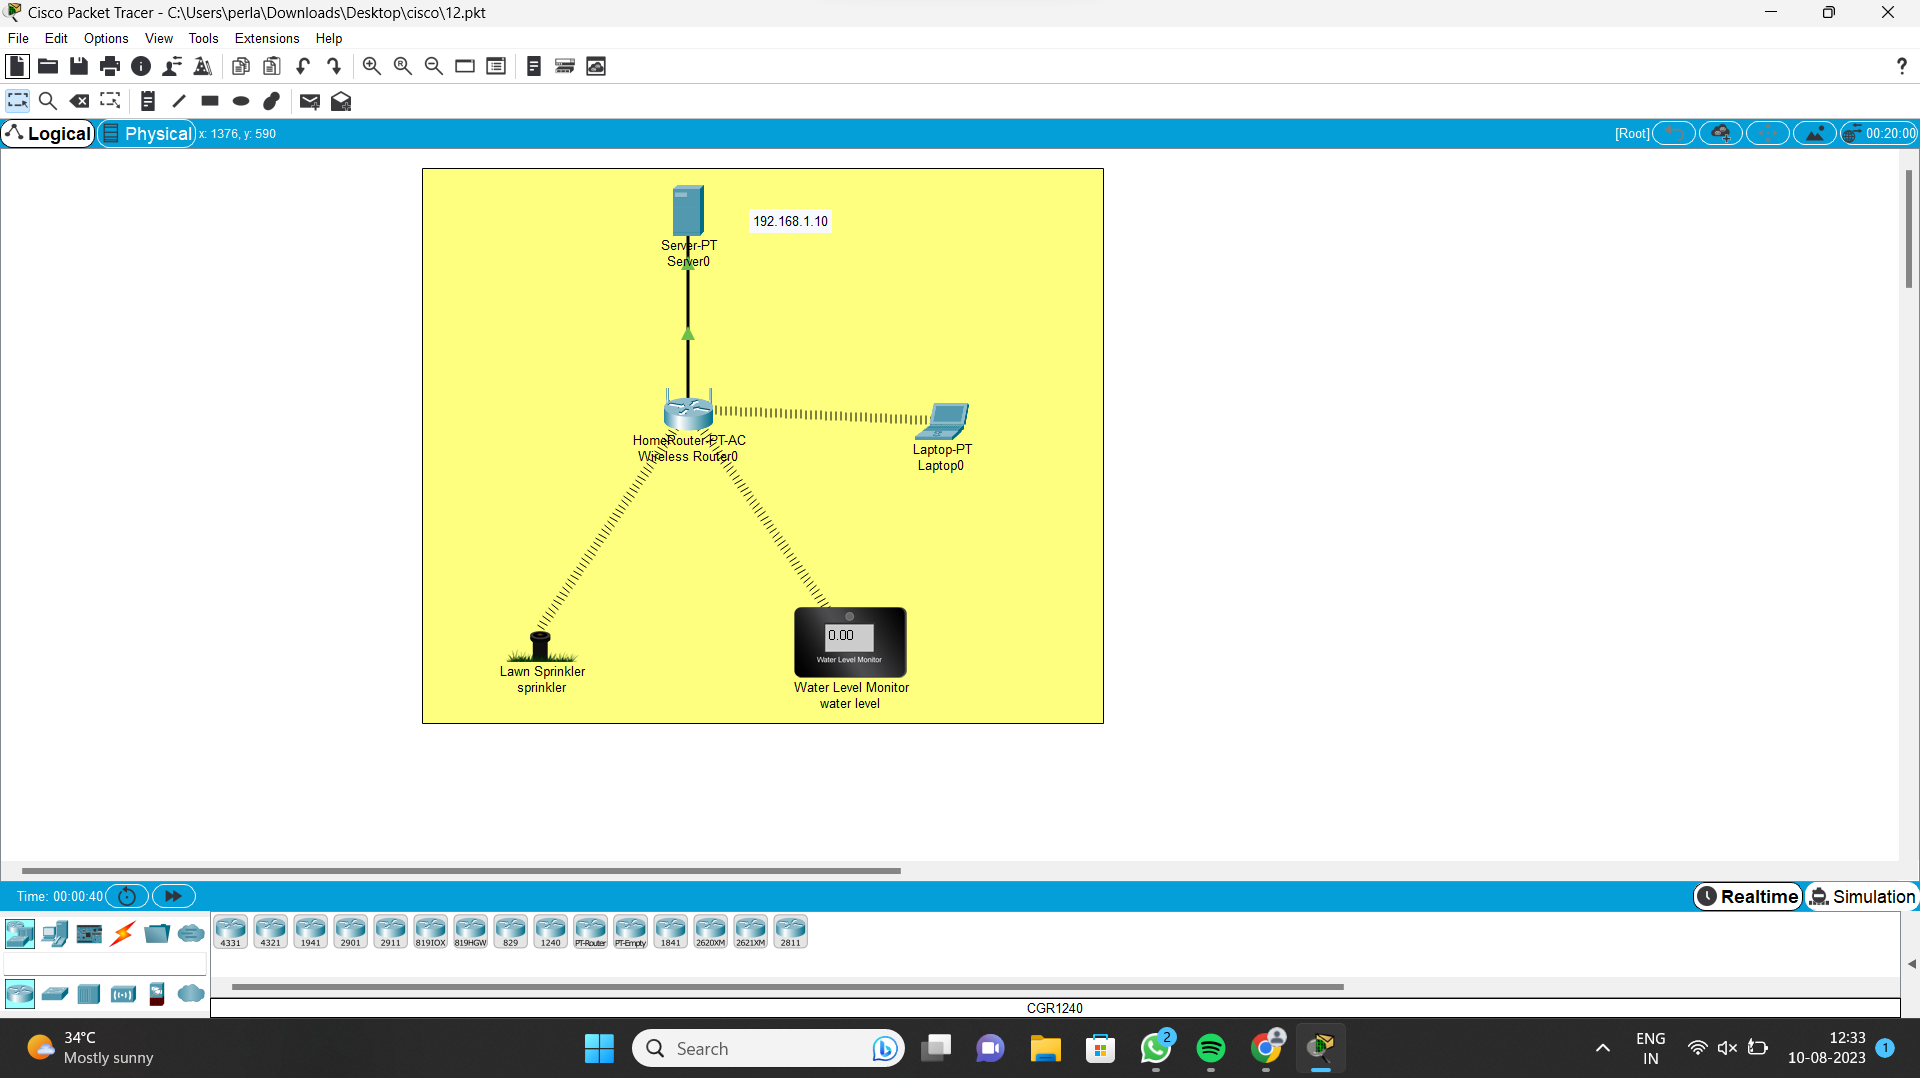 Cisco Packet Tracer - C:\Users\perla\Downloads\Desktop\cisco\12.pkt
File Edit Options View Tools Extensions Help
Logical Physical x: 1376, y: 590 [Root] 00:20:00
192.168.1.10
Server-PT
Server0
HomeRouter-PT-AC
Wireless Router0
Laptop-PT
Laptop0
0.00
Water Level Monitor
Lawn Sprinkler
sprinkler
Water Level Monitor
water level
Time: 00:00:40 Realtime Simulation
4331 4321 1941 2901 2911 819IOX 819HGW 829 1240 PT-Router PT-Empty 1841 2620XM 2621XM 2811
CGR1240
34°C
Mostly sunny
Search
2
ENG
IN
12:33
10-08-2023
1